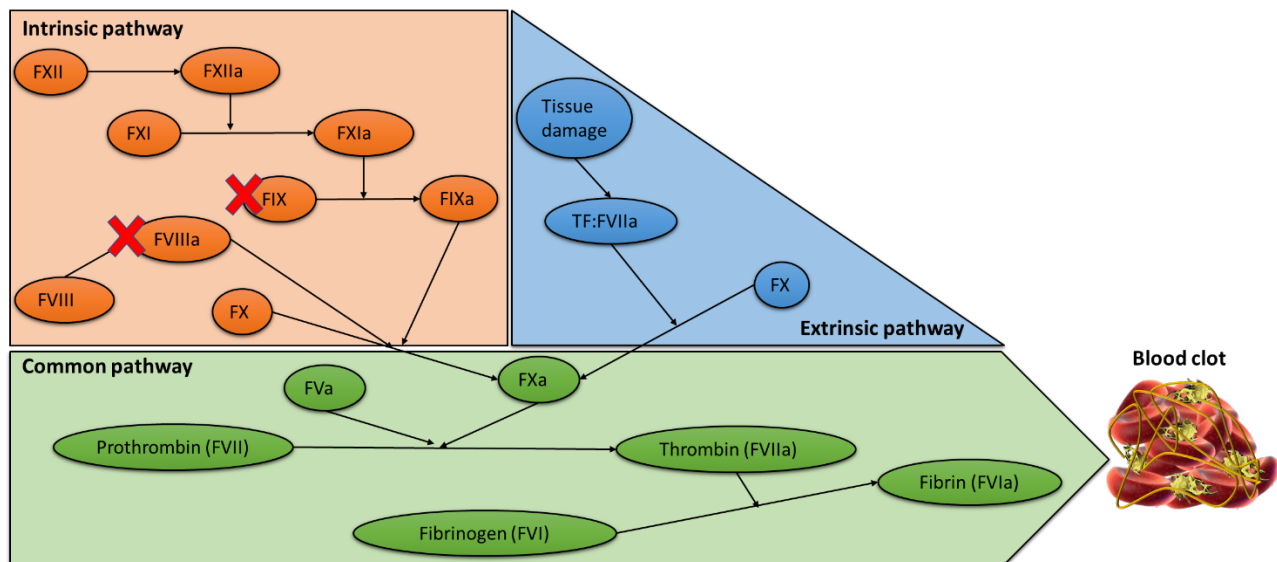 Intrinsic pathway
FXII
FXIIa
FXI
FXIa
FIX
FIXa
FVIIIa
FVIII
FX
Tissue
damage
TF:FVIIa
FX
Extrinsic pathway
Common pathway
FVa
FXa
Prothrombin (FVII)
Thrombin (FVIIa)
Fibrinogen (FVI)
Fibrin (FVIa)
Blood clot